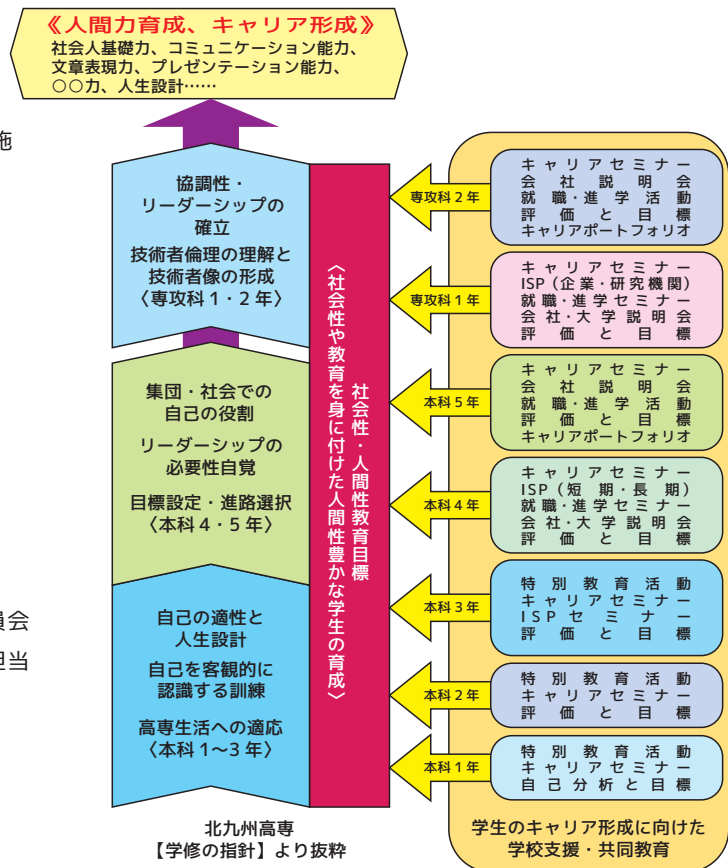 《人間力育成、キャリア形成》
社会人基礎力、コミュニケーション能力、
文章表現力、プレゼンテーション能力、
○○力、人生設計……
施
協調性・
リーダーシップの
確立
技術者倫理の理解と
技術者像の形成
〈専攻科1・2年〉
集団・社会での
自己の役割
リーダーシップの
必要性自覚
目標設定・進路選択
〈本科4・5年〉
員会
担当
自己の適性と
人生設計
自己を客観的に
認識する訓練
高専生活への適応
〈本科1〜3年〉
社会性・人間性教育目標
〈社会性や教育を身に付けた人間性豊かな学生の育成〉
専攻科2年
キャリアセミナー
会社説明会
就職・進学活動
評価と目標
キャリアポートフォリオ
専攻科1年
キャリアセミナー
ISP(企業・研究機関)
就職・進学セミナー
会社・大学説明会
評価と目標
本科5年
キャリアセミナー
会社説明会
就職・進学活動
評価と目標
キャリアポートフォリオ
本科4年
キャリアセミナー
ISP(短期・長期)
就職・進学セミナー
会社・大学説明会
評価と目標
本科3年
特別教育活動
キャリアセミナー
ISPセミナー
評価と目標
本科2年
特別教育活動
キャリアセミナー
評価と目標
本科1年
特別教育活動
キャリアセミナー
自己分析と目標
北九州高専
【学修の指針】より抜粋
学生のキャリア形成に向けた
学校支援・共同教育